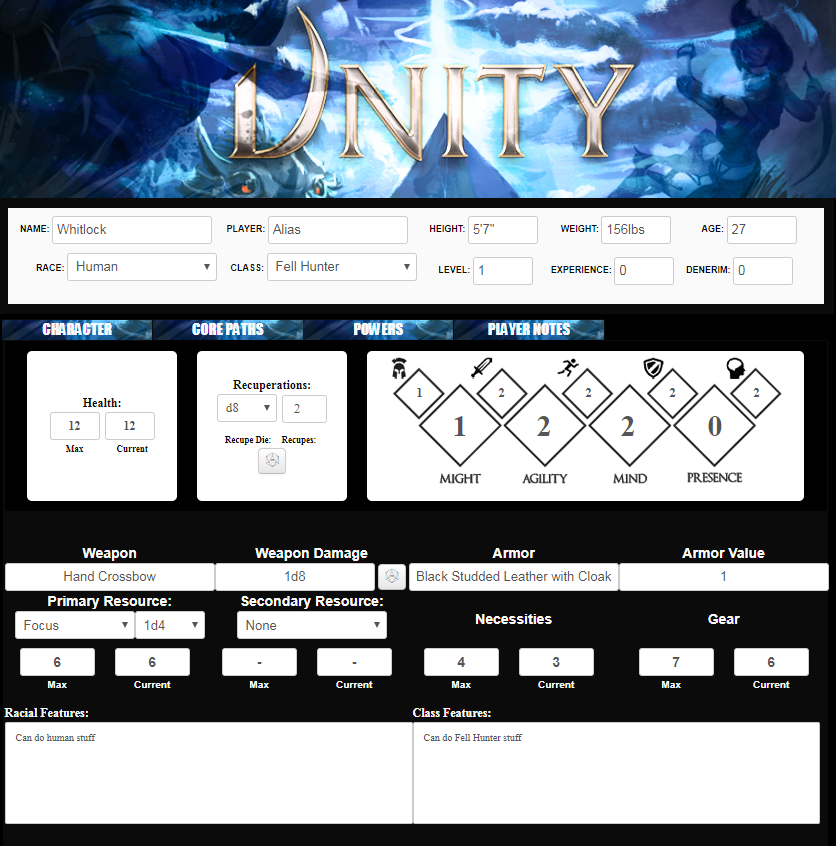 UNITY
NAME: Whitlock PLAYER: Alias HEIGHT: 5'7" WEIGHT: 156lbs AGE: 27
RACE: Human CLASS: Fell Hunter LEVEL: 1 EXPERIENCE: 0 DENERIM: 0
CHARACTER CORE PATHS POWERS PLAYER NOTES
Health:
12 12
Max Current
Recuperations:
d8 2
Recupe Die: Recupes:
1 2 2 2 2
1 2 2 0
MIGHT AGILITY MIND PRESENCE
Weapon Weapon Damage Armor Armor Value
Hand Crossbow 1d8 Black Studded Leather with Cloak 1
Primary Resource: Secondary Resource: Necessities Gear
Focus 1d4 None
6 6 - - 4 3 7 6
Max Current Max Current Max Current Max Current
Racial Features: Class Features:
Can do human stuff Can do Fell Hunter stuff